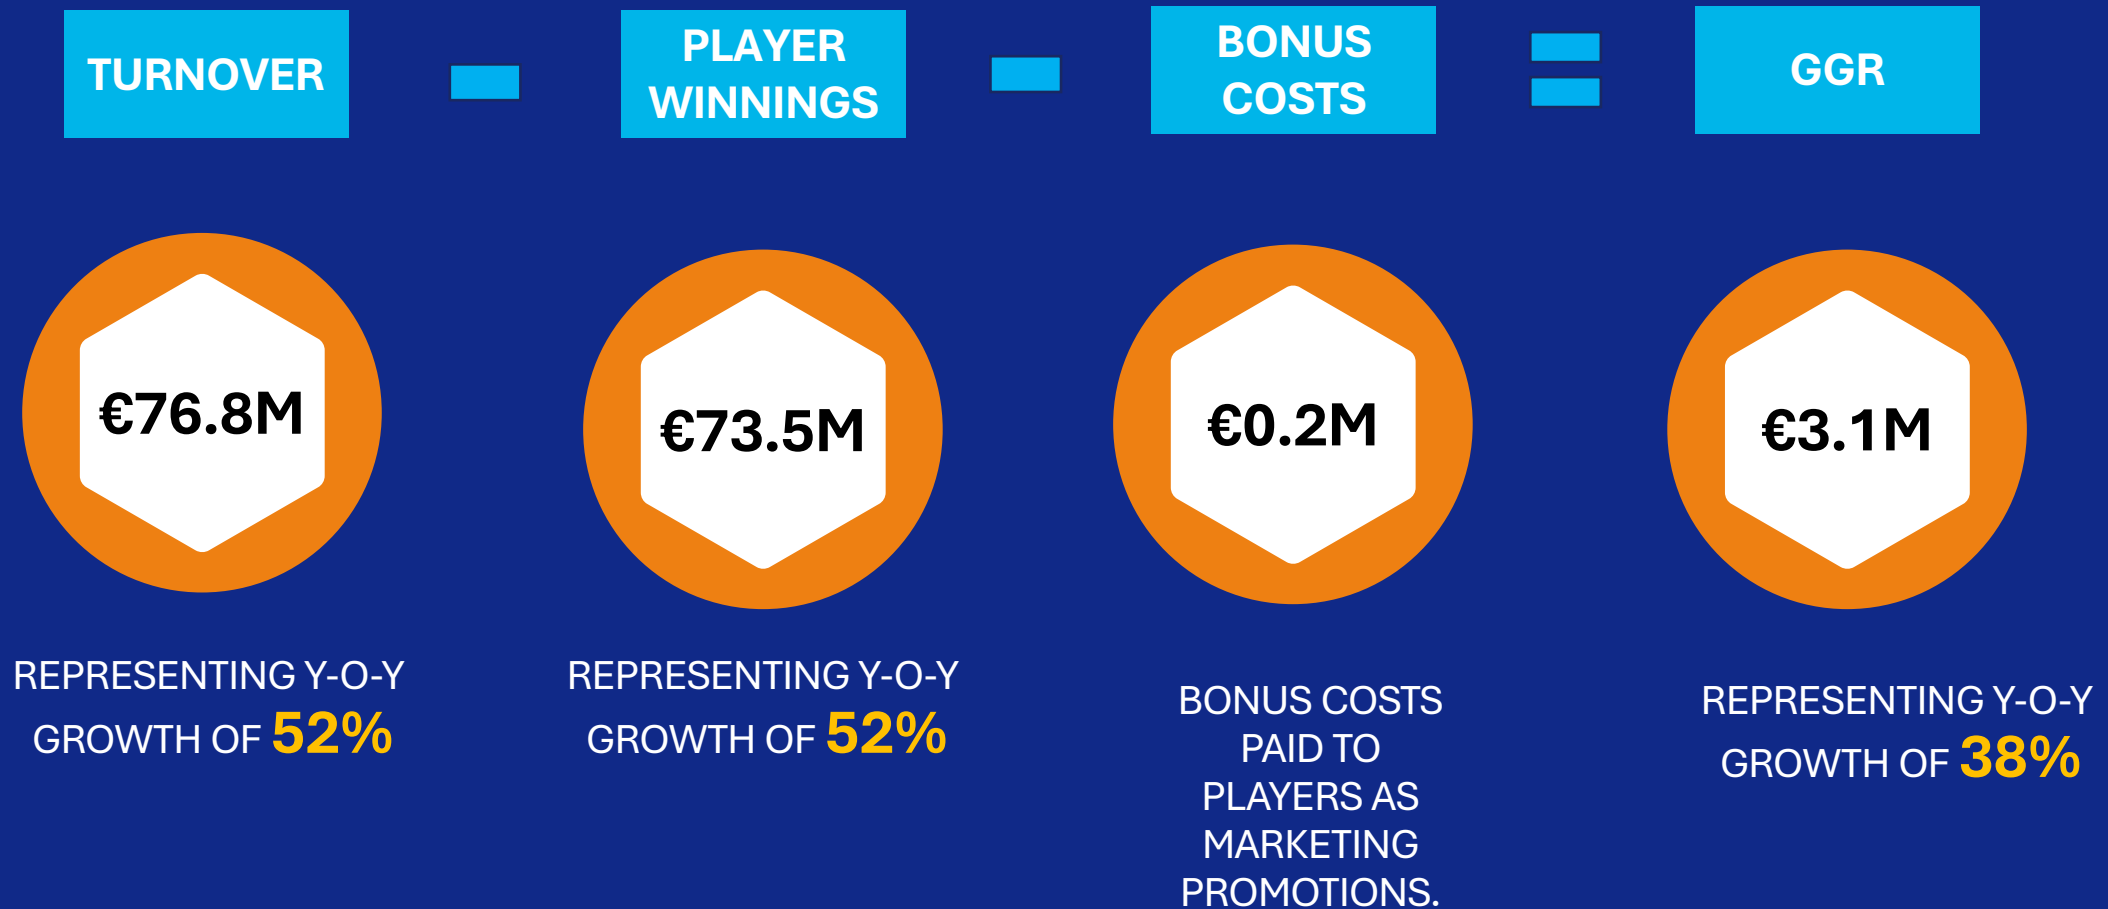 TURNOVER
PLAYER
WINNINGS
BONUS
COSTS
GGR
€76.8M
€73.5M
€0.2M
€3.1M
REPRESENTING Y-O-Y
GROWTH OF 52%
REPRESENTING Y-O-Y
GROWTH OF 52%
BONUS COSTS
PAID TO
PLAYERS AS
MARKETING
PROMOTIONS.
REPRESENTING Y-O-Y
GROWTH OF 38%